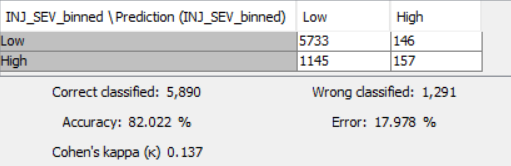 INJ_SEV_binned \ Prediction (INJ_SEV_binned) Low High
Low 5733 146
High 1145 157
Correct classified: 5,890 Wrong classified: 1,291
Accuracy: 82.022 % Error: 17.978 %
Cohen's kappa (κ) 0.137